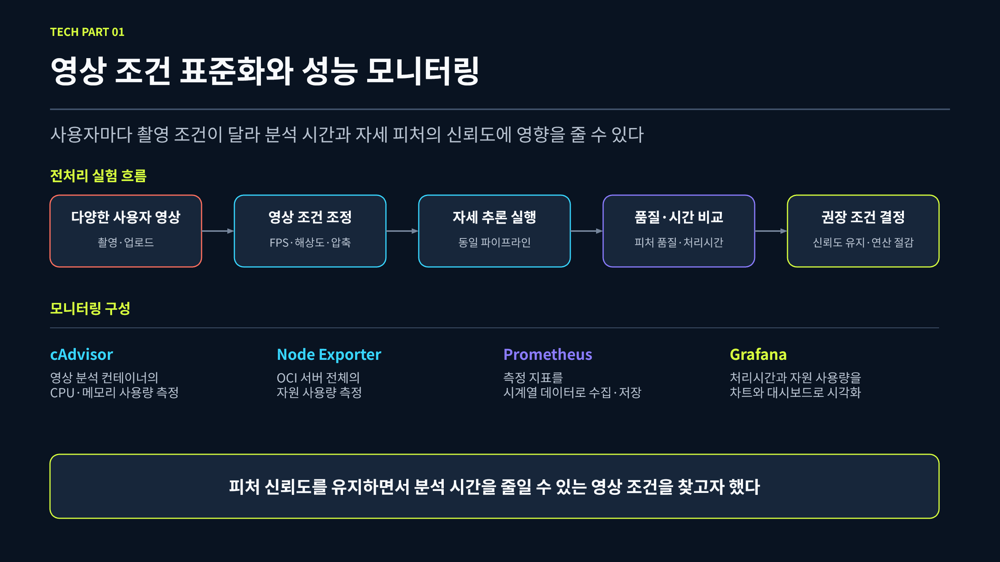 TECH PART 01
영상 조건 표준화와 성능 모니터링
사용자마다 촬영 조건이 달라 분석 시간과 자세 피처의 신뢰도에 영향을 줄 수 있다
전처리 실험 흐름
다양한 사용자 영상
촬영·업로드
영상 조건 조정
FPS·해상도·압축
자세 추론 실행
동일 파이프라인
품질·시간 비교
피처 품질·처리시간
권장 조건 결정
신뢰도 유지·연산 절감
모니터링 구성
cAdvisor
영상 분석 컨테이너의
CPU·메모리 사용량 측정
Node Exporter
OCI 서버 전체의
자원 사용량 측정
Prometheus
측정 지표를
시계열 데이터로 수집·저장
Grafana
처리시간과 자원 사용량을
차트와 대시보드로 시각화
피처 신뢰도를 유지하면서 분석 시간을 줄일 수 있는 영상 조건을 찾고자 했다